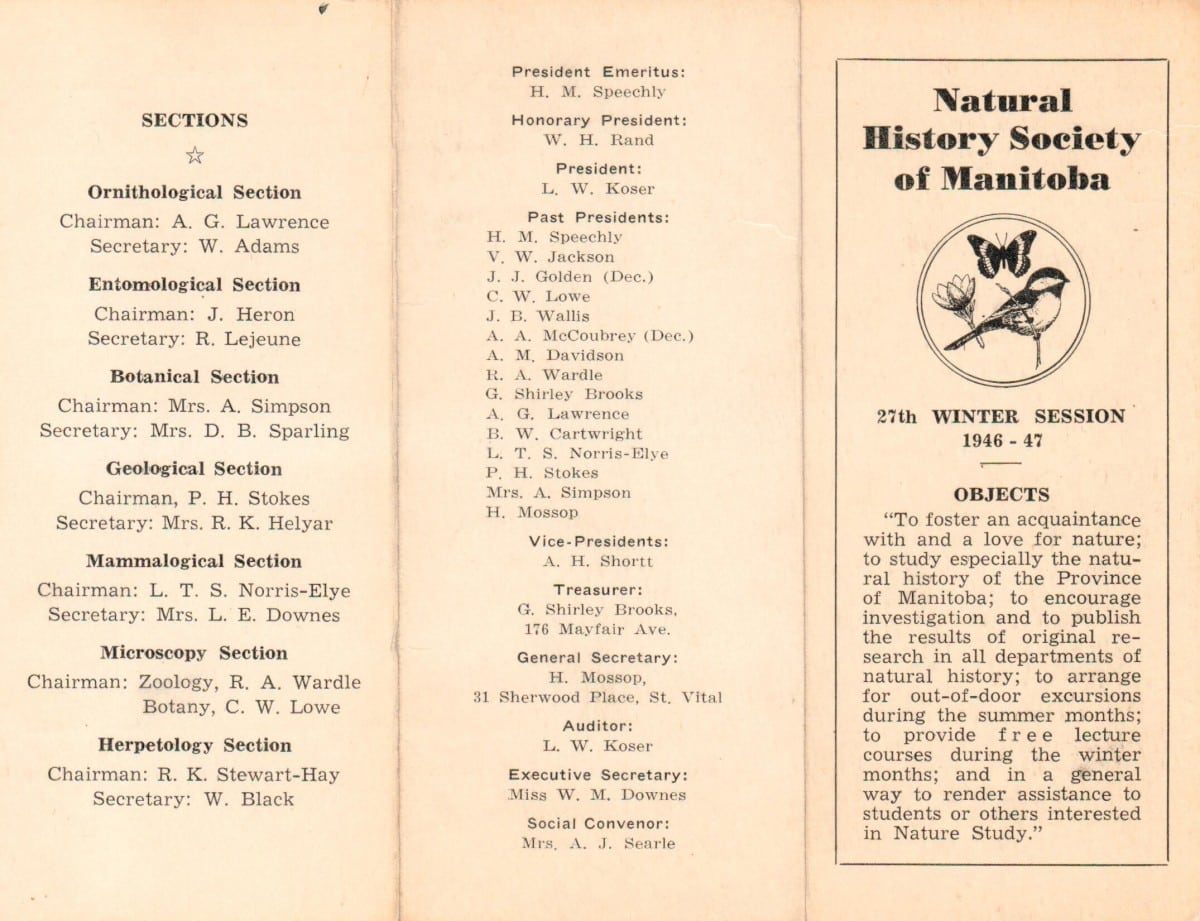 SECTIONS
☆
Ornithological Section
Chairman: A. G. Lawrence
Secretary: W. Adams
Entomological Section
Chairman: J. Heron
Secretary: R. Lejeune
Botanical Section
Chairman: Mrs. A. Simpson
Secretary: Mrs. D. B. Sparling
Geological Section
Chairman, P. H. Stokes
Secretary: Mrs. R. K. Helyar
Mammalogical Section
Chairman: L. T. S. Norris-Elye
Secretary: Mrs. L. E. Downes
Microscopy Section
Chairman: Zoology, R. A. Wardle
Botany, C. W. Lowe
Herpetology Section
Chairman: R. K. Stewart-Hay
Secretary: W. Black
President Emeritus:
H. M. Speechly
Honorary President:
W. H. Rand
President:
L. W. Koser
Past Presidents:
H. M. Speechly
V. W. Jackson
J. J. Golden (Dec.)
C. W. Lowe
J. B. Wallis
A. A. McCoubrey (Dec.)
A. M. Davidson
R. A. Wardle
G. Shirley Brooks
A. G. Lawrence
B. W. Cartwright
L. T. S. Norris-Elye
P. H. Stokes
Mrs. A. Simpson
H. Mossop
Vice-Presidents:
A. H. Shortt
Treasurer:
G. Shirley Brooks,
176 Mayfair Ave.
General Secretary:
H. Mossop,
31 Sherwood Place, St. Vital
Auditor:
L. W. Koser
Executive Secretary:
Miss W. M. Downes
Social Convenor:
Mrs. A. J. Searle
Natural
History Society
of Manitoba
27th WINTER SESSION
1946 - 47
OBJECTS
"To foster an acquaintance
with and a love for nature;
to study especially the natu-
ral history of the Province
of Manitoba; to encourage
investigation and to publish
the results of original re-
search in all departments of
natural history; to arrange
for out-of-door excursions
during the summer months;
to provide free lecture
courses during the winter
months; and in a general
way to render assistance to
students or others interested
in Nature Study."